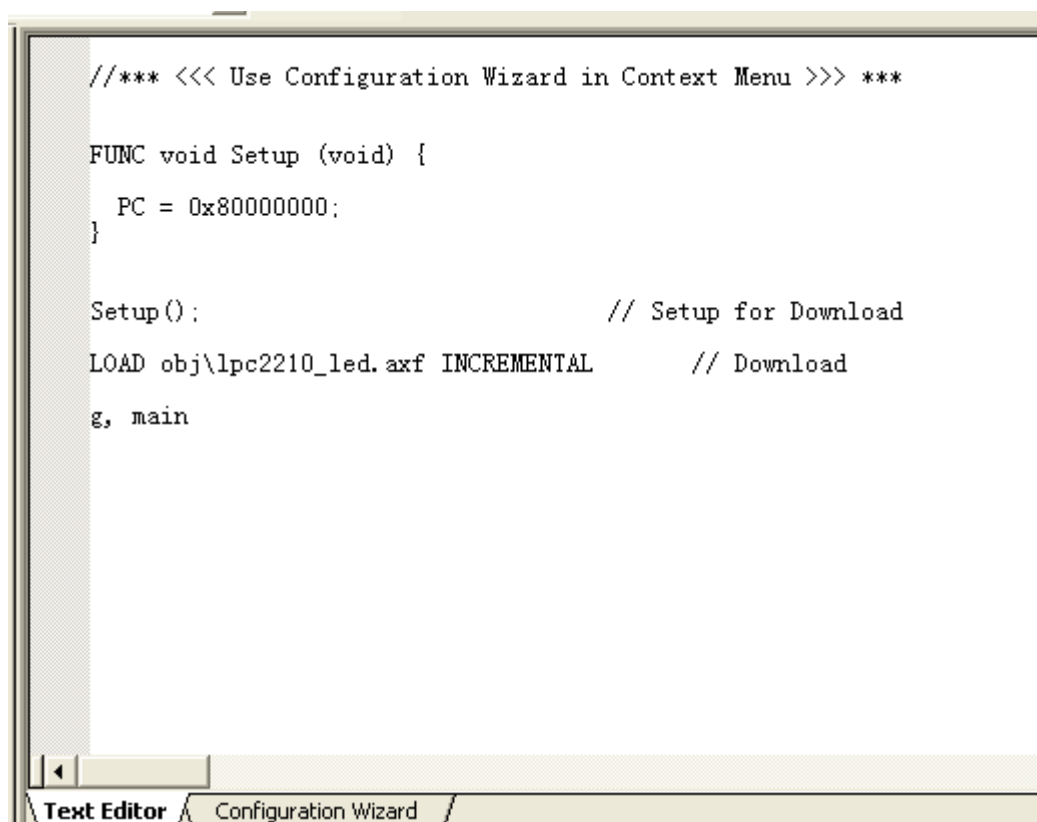 //*** <<< Use Configuration Wizard in Context Menu >>> ***
FUNC void Setup (void) {
PC = 0x80000000;
}
Setup(); // Setup for Download
LOAD obj\lpc2210_led.axf INCREMENTAL // Download
g, main
Text Editor Configuration Wizard